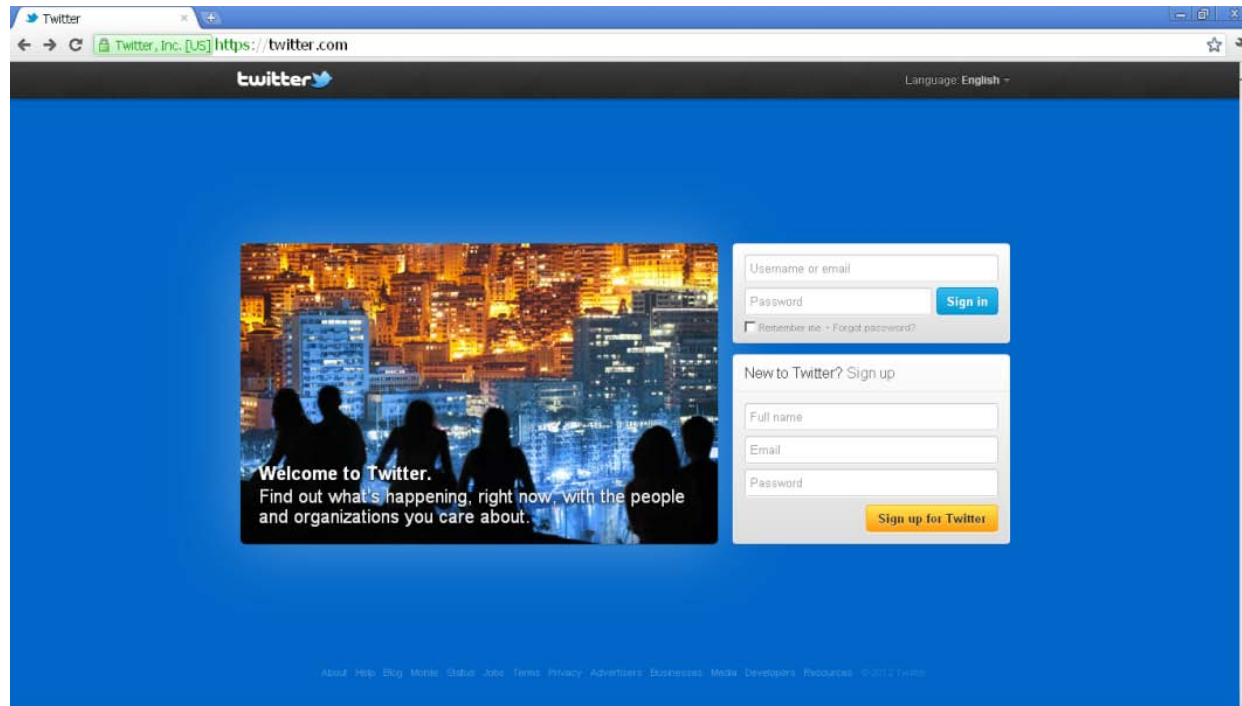 Twitter
Twitter, Inc. [US] https://twitter.com
twitter
Language: English
Username or email
Password
Sign in
Remember me · Forgot password?
New to Twitter? Sign up
Full name
Email
Password
Sign up for Twitter
Welcome to Twitter.
Find out what's happening, right now, with the people
and organizations you care about.
About Help Blog Mobile Status Jobs Terms Privacy Advertisers Businesses Media Developers Resources © 2012 Twitter